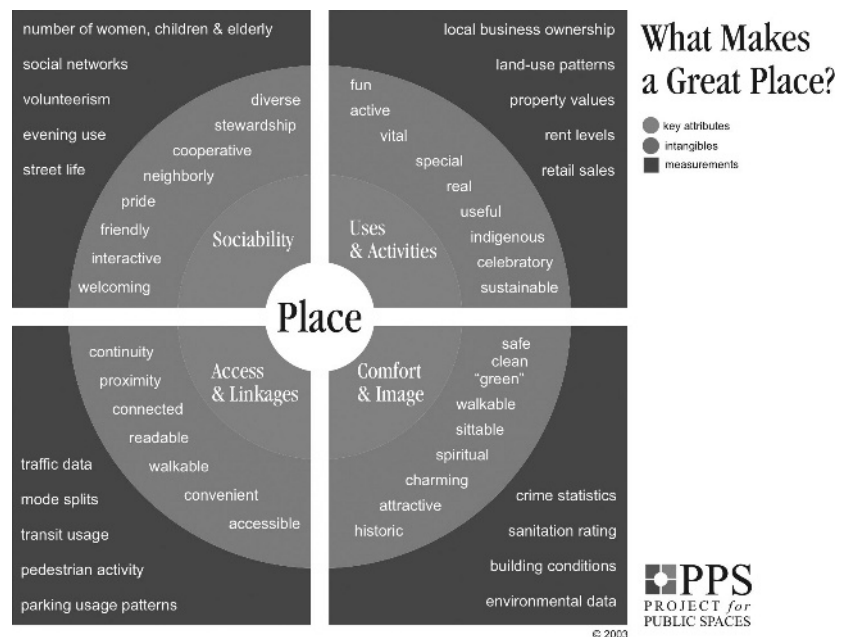 What Makes
a Great Place?
key attributes
intangibles
measurements
number of women, children & elderly
social networks
volunteerism
evening use
street life
diverse
stewardship
cooperative
neighborly
pride
friendly
interactive
welcoming
Sociability
local business ownership
land-use patterns
property values
rent levels
retail sales
fun
active
vital
special
real
useful
indigenous
celebratory
sustainable
Uses
& Activities
Place
Access
& Linkages
continuity
proximity
connected
readable
walkable
convenient
accessible
traffic data
mode splits
transit usage
pedestrian activity
parking usage patterns
Comfort
& Image
safe
clean
"green"
walkable
sittable
spiritual
charming
attractive
historic
crime statistics
sanitation rating
building conditions
environmental data
PPS
PROJECT for
PUBLIC SPACES
© 2003